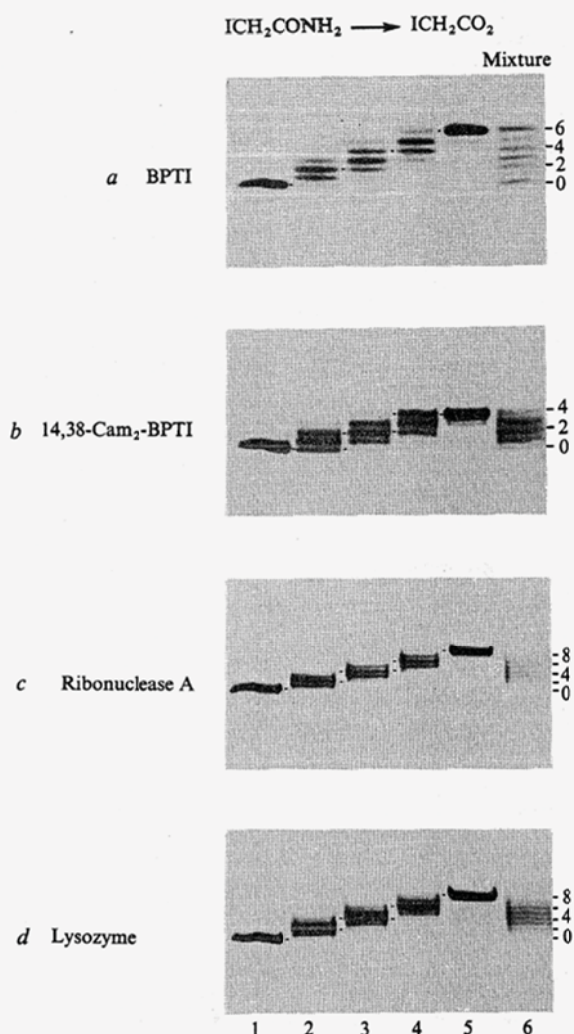 ICH₂CONH₂ ⟶ ICH₂CO₂
Mixture
a BPTI
6
4
2
0
b 14,38-Cam₂-BPTI
4
2
0
c Ribonuclease A
8
4
0
d Lysozyme
8
4
0
1 2 3 4 5 6